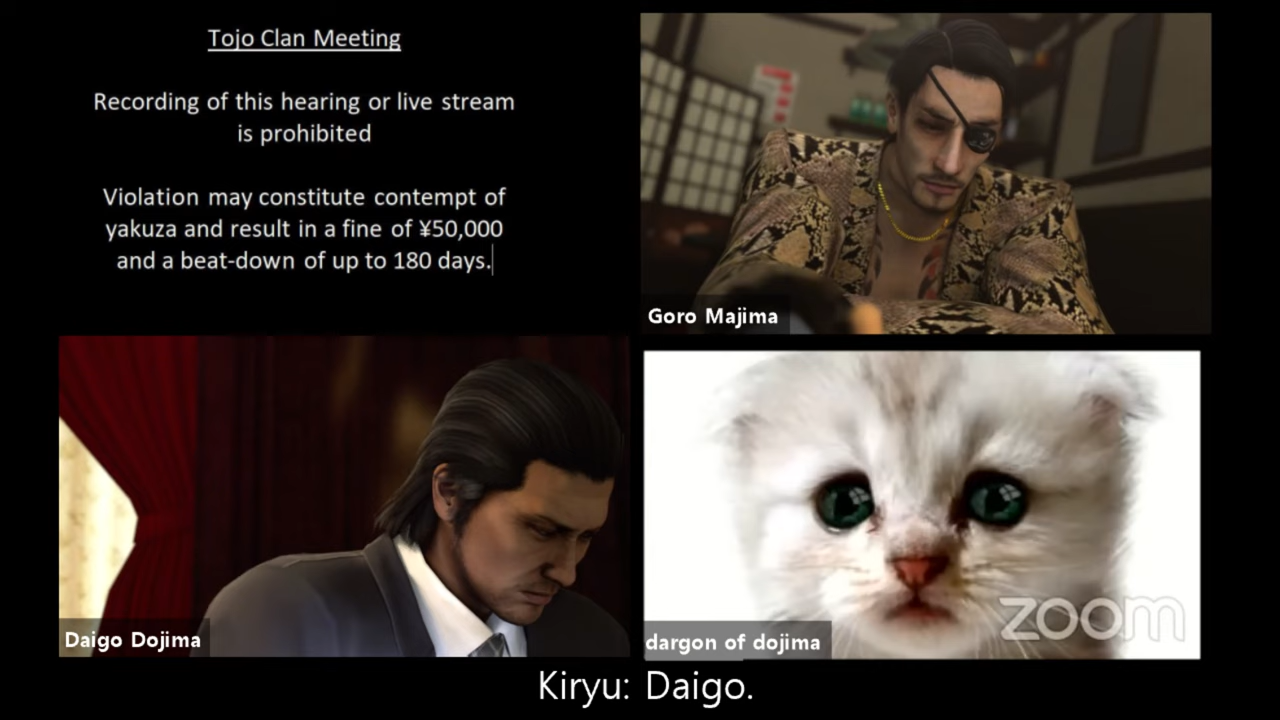 Tojo Clan Meeting
Recording of this hearing or live stream
is prohibited
Violation may constitute contempt of
yakuza and result in a fine of ¥50,000
and a beat-down of up to 180 days.
Goro Majima
Daigo Dojima
dargon of dojima
zoom
Kiryu: Daigo.